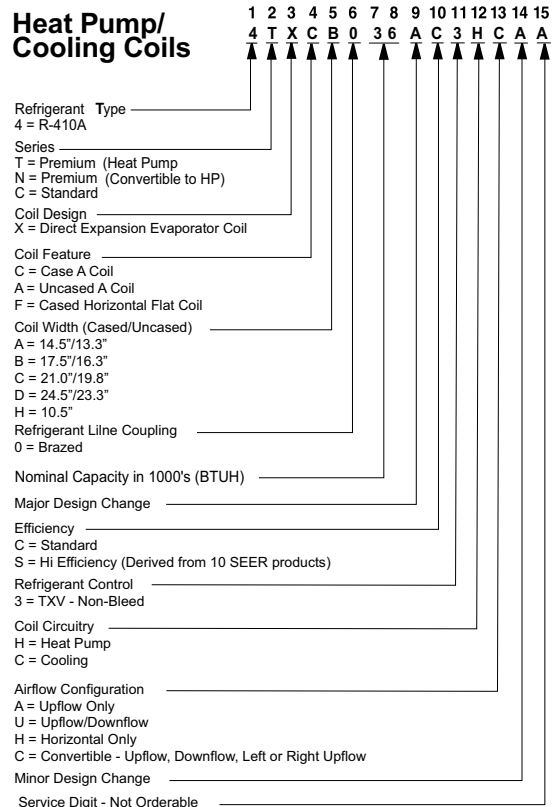 Heat Pump/
Cooling Coils
1 2 3 4 5 6 7 8 9 10 11 12 13 14 15
4 T X C B 0 3 6 A C 3 H C A A
Refrigerant Type
4 = R-410A
Series
T = Premium (Heat Pump
N = Premium (Convertible to HP)
C = Standard
Coil Design
X = Direct Expansion Evaporator Coil
Coil Feature
C = Case A Coil
A = Uncased A Coil
F = Cased Horizontal Flat Coil
Coil Width (Cased/Uncased)
A = 14.5"/13.3"
B = 17.5"/16.3"
C = 21.0"/19.8"
D = 24.5"/23.3"
H = 10.5"
Refrigerant Lilne Coupling
0 = Brazed
Nominal Capacity in 1000's (BTUH)
Major Design Change
Efficiency
C = Standard
S = Hi Efficiency (Derived from 10 SEER products)
Refrigerant Control
3 = TXV - Non-Bleed
Coil Circuitry
H = Heat Pump
C = Cooling
Airflow Configuration
A = Upflow Only
U = Upflow/Downflow
H = Horizontal Only
C = Convertible - Upflow, Downflow, Left or Right Upflow
Minor Design Change
Service Digit - Not Orderable